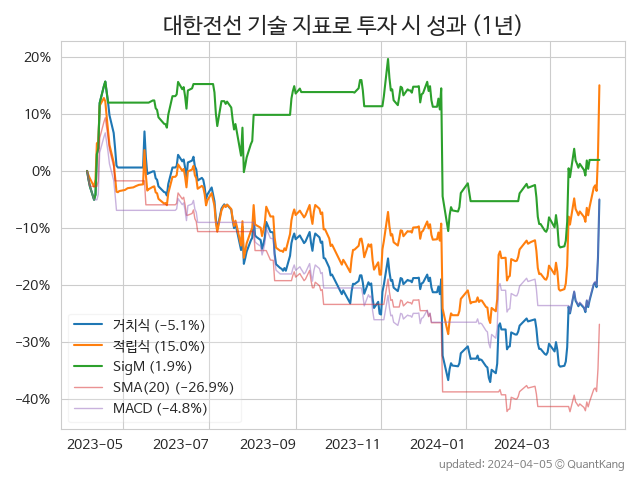 대한전선 기술 지표로 투자 시 성과 (1년)
20%
10%
0%
−10%
−20%
−30%
−40%
거치식 (−5.1%)
적립식 (15.0%)
SigM (1.9%)
SMA(20) (−26.9%)
MACD (−4.8%)
2023−05 2023−07 2023−09 2023−11 2024−01 2024−03
updated: 2024−04−05 © QuantKang